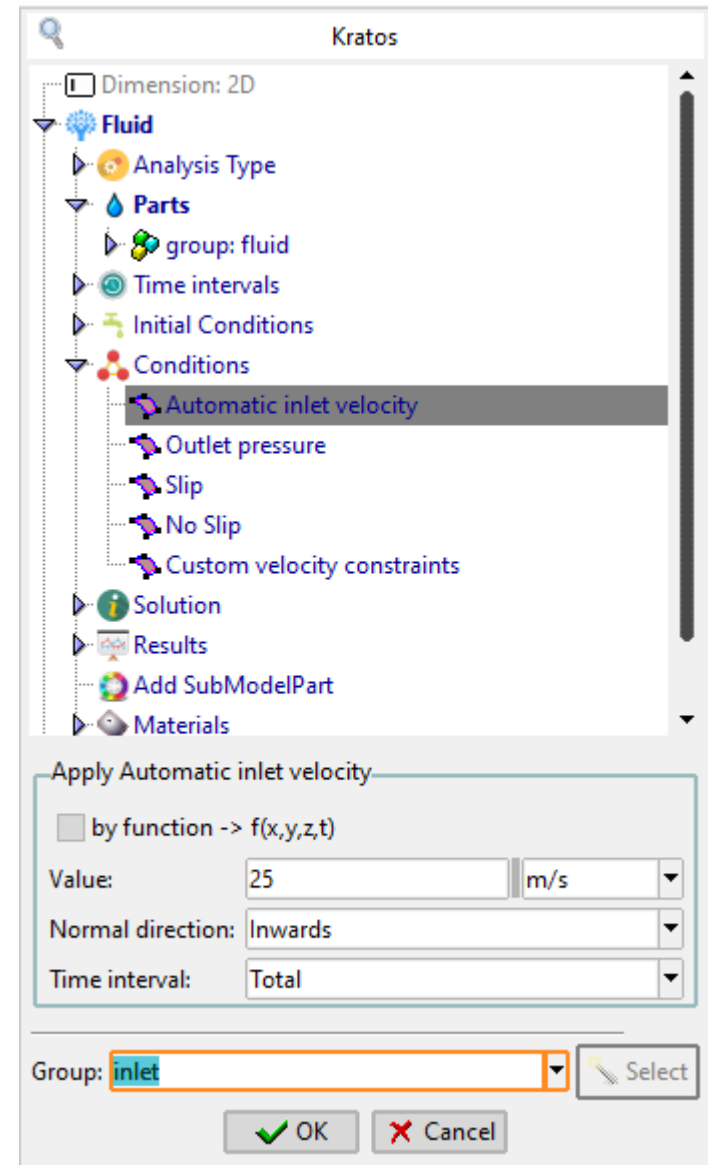 Kratos
Dimension: 2D
Fluid
Analysis Type
Parts
group: fluid
Time intervals
Initial Conditions
Conditions
Automatic inlet velocity
Outlet pressure
Slip
No Slip
Custom velocity constraints
Solution
Results
Add SubModelPart
Materials
Apply Automatic inlet velocity
by function -> f(x,y,z,t)
Value: 25 m/s
Normal direction: Inwards
Time interval: Total
Group: inlet Select
OK Cancel